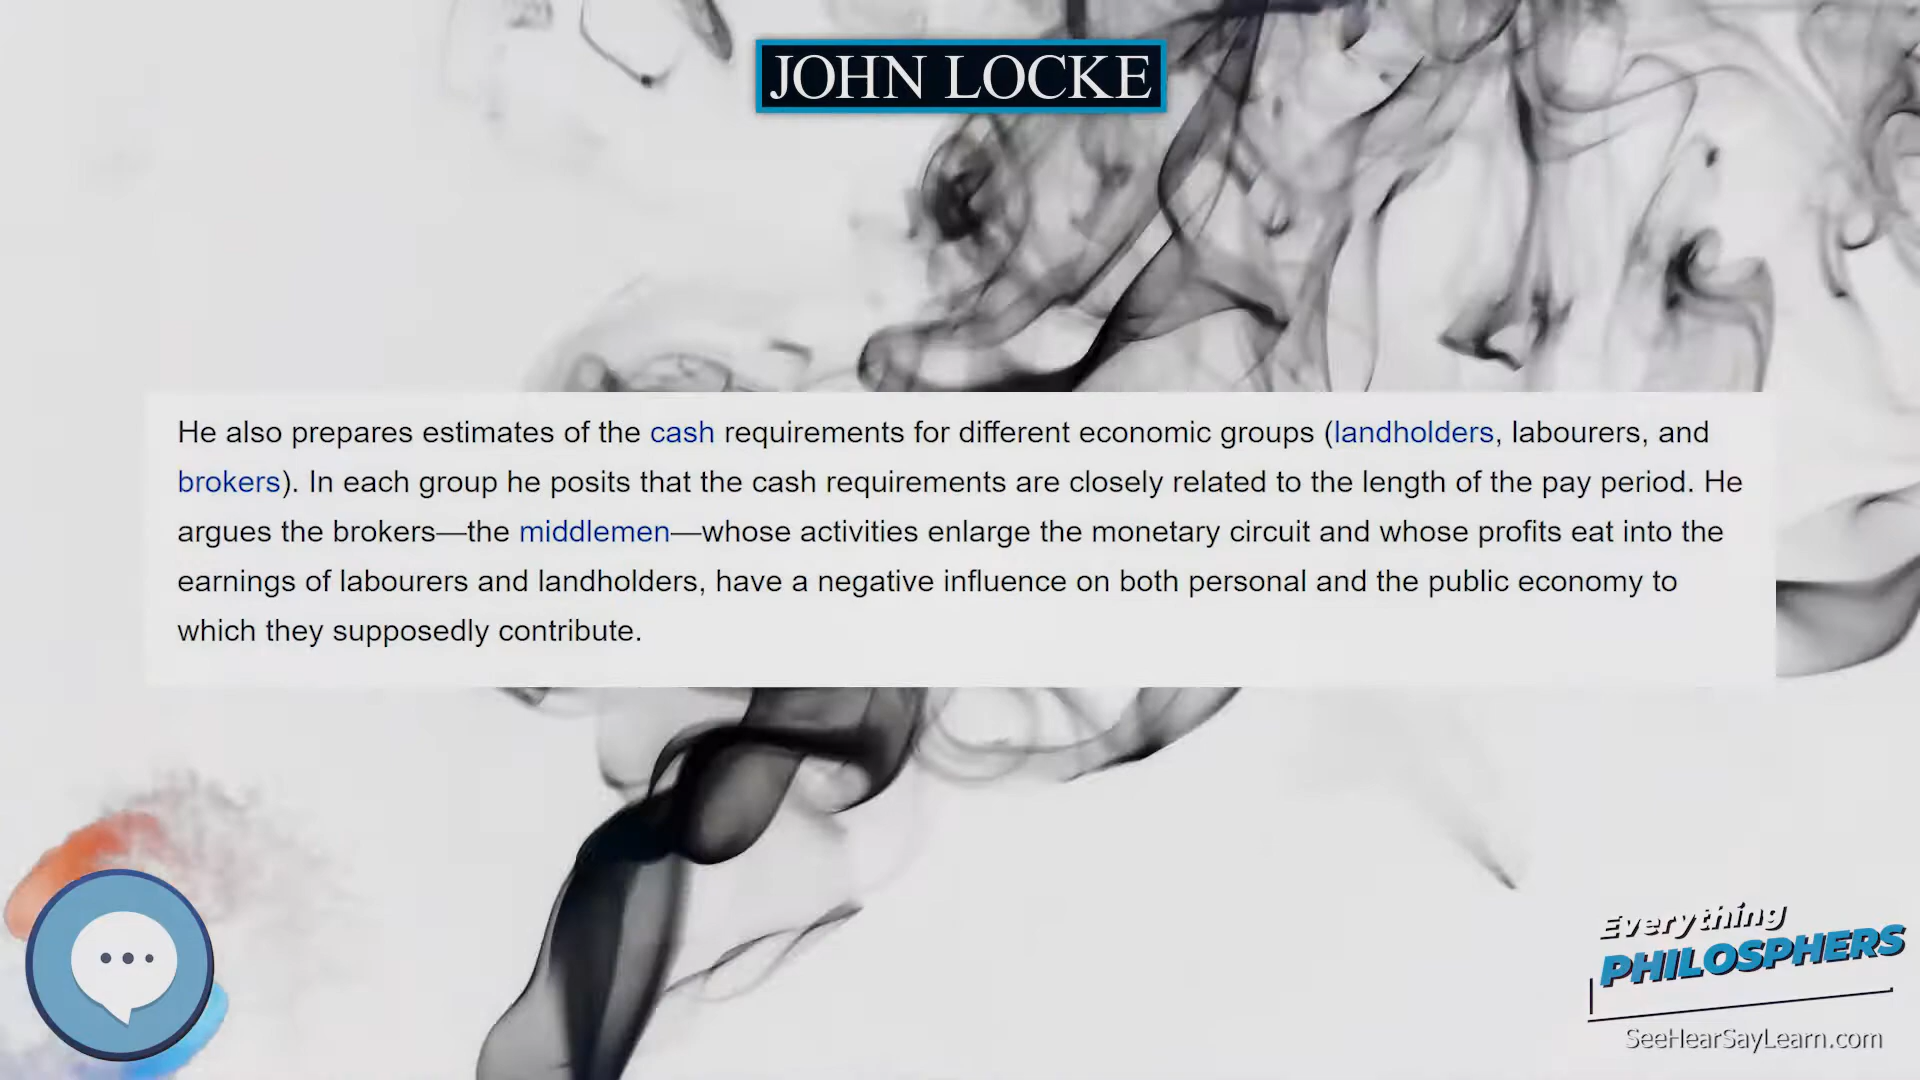 JOHN LOCKE
He also prepares estimates of the cash requirements for different economic groups (landholders, labourers, and
brokers). In each group he posits that the cash requirements are closely related to the length of the pay period. He
argues the brokers—the middlemen—whose activities enlarge the monetary circuit and whose profits eat into the
earnings of labourers and landholders, have a negative influence on both personal and the public economy to
which they supposedly contribute.
Everything
PHILOSPHERS
SeeHearSayLearn.com